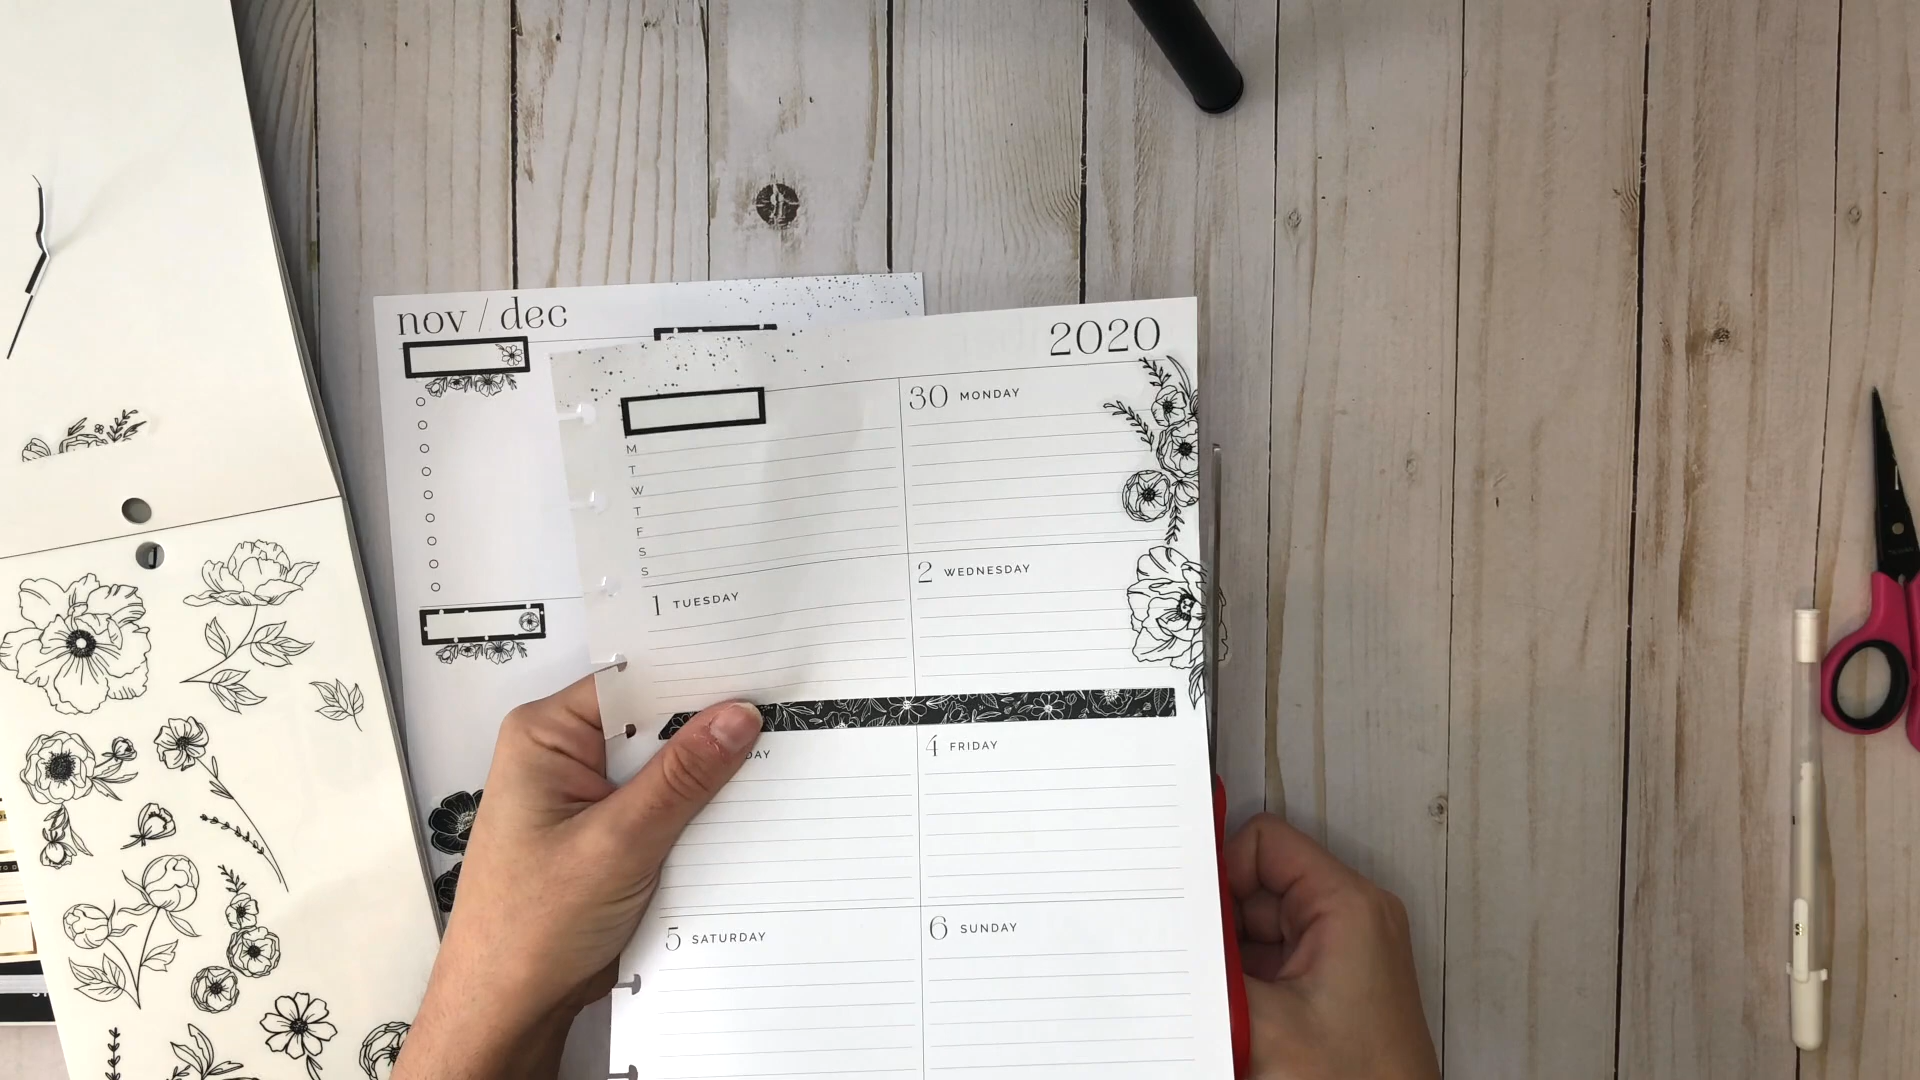 nov / dec
2020
30 MONDAY
M
T
W
T
F
S
S
1 TUESDAY
2 WEDNESDAY
DAY
4 FRIDAY
5 SATURDAY
6 SUNDAY